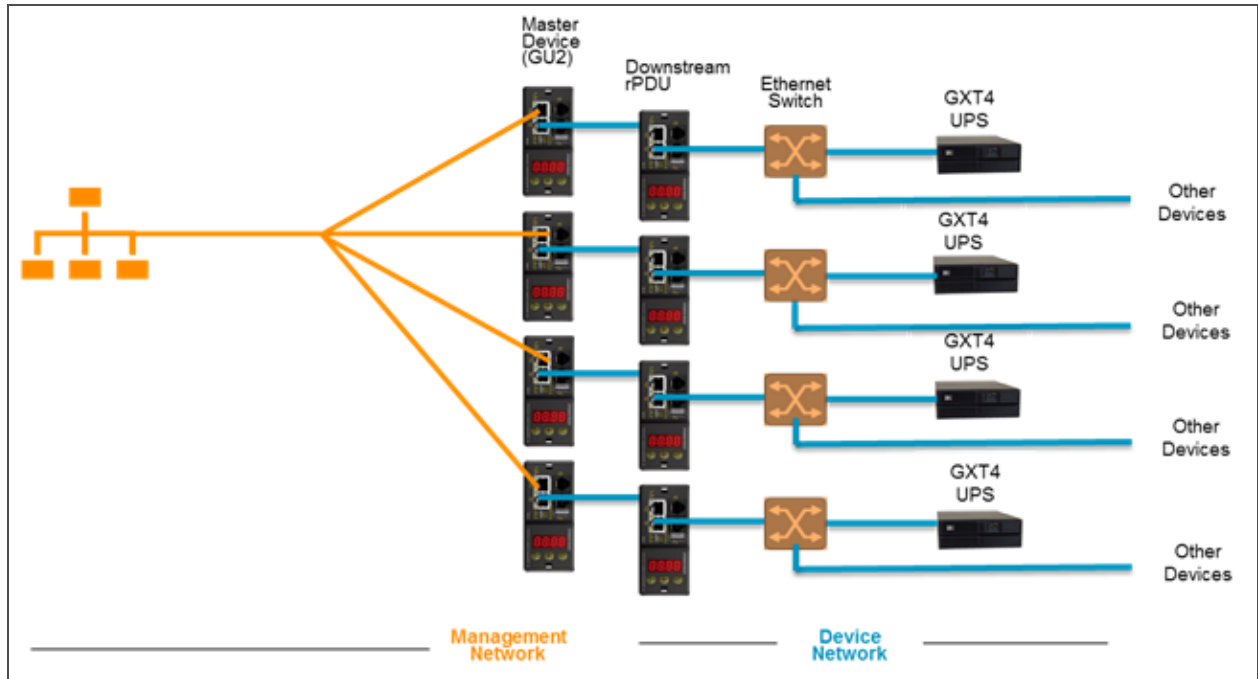 Master
Device
(GU2)
Downstream
rPDU
Ethernet
Switch
GXT4
UPS
Other
Devices
GXT4
UPS
Other
Devices
GXT4
UPS
Other
Devices
GXT4
UPS
Other
Devices
Management
Network
Device
Network